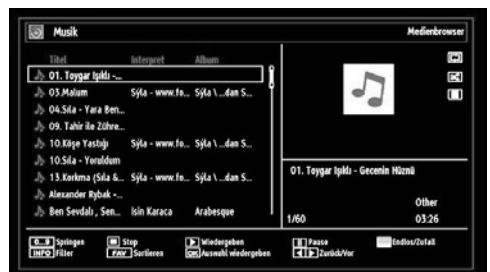 Musik Medienbrowser
Titel Interpret Album
01. Toygar Işıklı -...
03.Malum Sýla - www.fo... Sýla \ ...dan S...
04.Sıla - Yara Ben...
09. Tahir ile Zühre...
10.Köşe Yastığı Sýla - www.fo... Sýla \ ...dan S...
10.Sıla - Yoruldum
13.Korkma (Sıla &... Sýla - www.fo... Sýla \ ...dan S...
Alexander Rybak -...
Ben Sevdalı , Sen... Isin Karaca Arabesque
01. Toygar Işıklı - Gecenin Hüznü
Other
1/60 03:26
0...9 Springen Stop Wiedergeben Pause Endlos/Zufall
INFO Filter FAV Sortieren OK Auswahl wiedergeben Zurück/Vor